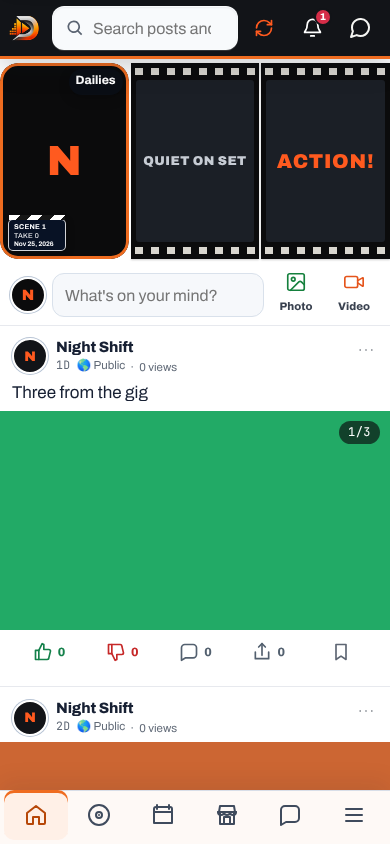 Search posts and
1
Dailies
N
SCENE 1
TAKE 0
Nov 25, 2026
QUIET ON SET
ACTION!
N
What's on your mind?
Photo
Video
N
Night Shift
...
1D 🌎 Public · 0 views
Three from the gig
1/3
0
0
0
0
N
Night Shift
...
2D 🌎 Public · 0 views